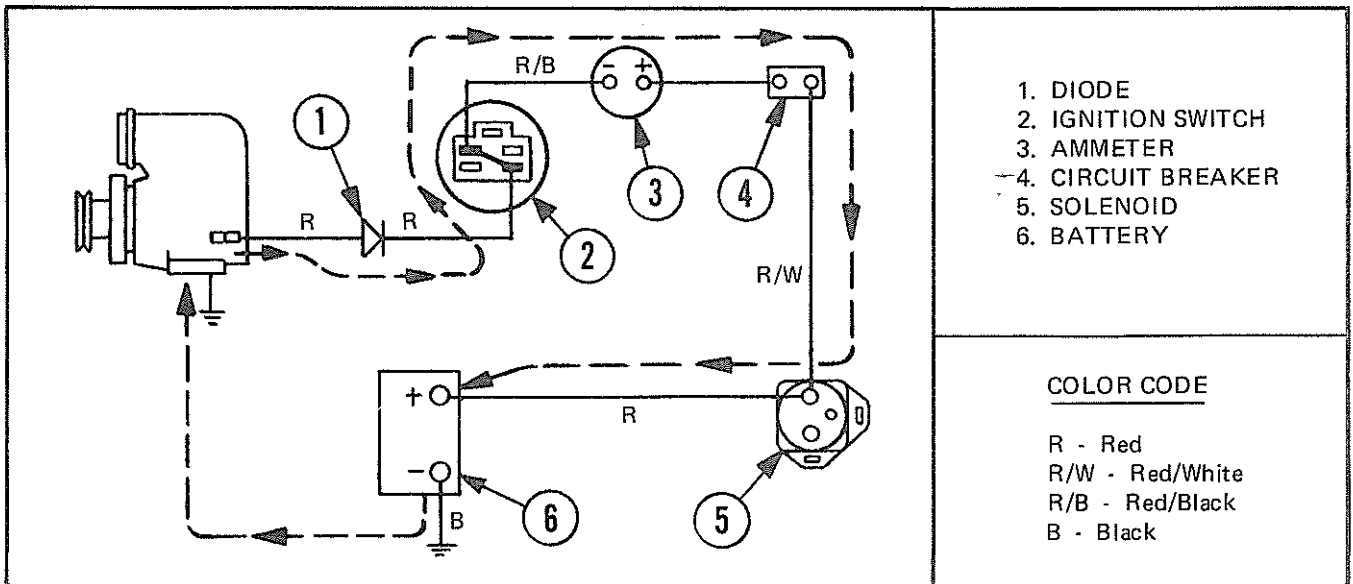 R/B
- +
1
R
R
2
3
4
R/W
+
R
-
B
6
5
1. DIODE
2. IGNITION SWITCH
3. AMMETER
4. CIRCUIT BREAKER
5. SOLENOID
6. BATTERY
COLOR CODE
R - Red
R/W - Red/White
R/B - Red/Black
B - Black